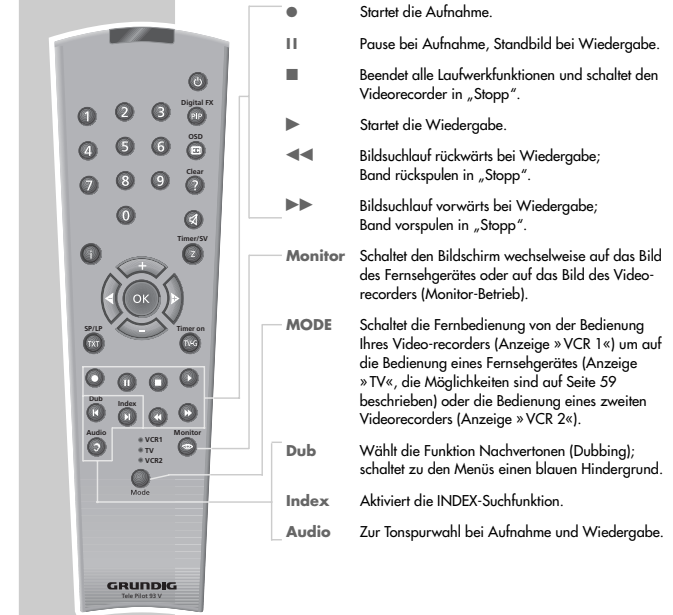 ● Startet die Aufnahme.
II Pause bei Aufnahme, Standbild bei Wiedergabe.
■ Beendet alle Laufwerkfunktionen und schaltet den
Videorecorder in „Stopp“.
▶ Startet die Wiedergabe.
◀◀ Bildsuchlauf rückwärts bei Wiedergabe;
Band rückspulen in „Stopp“.
▶▶ Bildsuchlauf vorwärts bei Wiedergabe;
Band vorspulen in „Stopp“.
Monitor Schaltet den Bildschirm wechselweise auf das Bild
des Fernsehgerätes oder auf das Bild des Video-
recorders (Monitor-Betrieb).
MODE Schaltet die Fernbedienung von der Bedienung
Ihres Video-recorders (Anzeige »VCR 1«) um auf
die Bedienung eines Fernsehgerätes (Anzeige
»TV«, die Möglichkeiten sind auf Seite 59
beschrieben) oder die Bedienung eines zweiten
Videorecorders (Anzeige »VCR 2«).
Dub Wählt die Funktion Nachvertonen (Dubbing);
schaltet zu den Menüs einen blauen Hindergrund.
Index Aktiviert die INDEX-Suchfunktion.
Audio Zur Tonspurwahl bei Aufnahme und Wiedergabe.
Digital FX
1 2 3 PIP
OSD
4 5 6
Clear
7 8 9 ?
0
Timer/SV
i Z
+
OK
–
SP/LP Timer on
TXT TV-G
Dub Index
Audio Monitor
VCR1
TV
VCR2
Mode
GRUNDIG
Tele Pilot 93 V